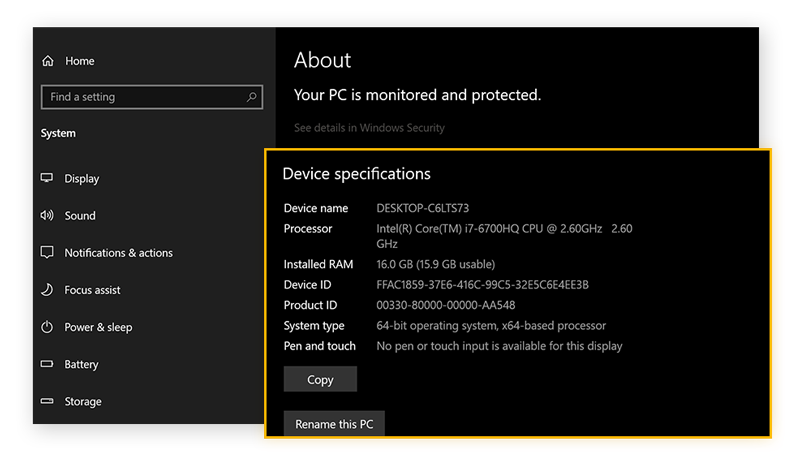 Home
Find a setting
System
Display
Sound
Notifications & actions
Focus assist
Power & sleep
Battery
Storage
About
Your PC is monitored and protected.
See details in Windows Security
Device specifications
Device name DESKTOP-C6LTS73
Processor Intel(R) Core(TM) i7-6700HQ CPU @ 2.60GHz 2.60
GHz
Installed RAM 16.0 GB (15.9 GB usable)
Device ID FFAC1859-37E6-416C-99C5-32E5C6E4EE3B
Product ID 00330-80000-00000-AA548
System type 64-bit operating system, x64-based processor
Pen and touch No pen or touch input is available for this display
Copy
Rename this PC